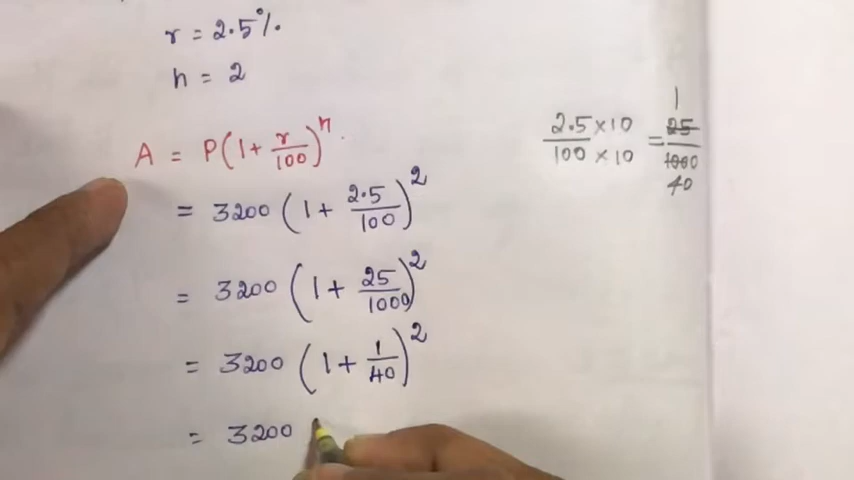 r = 2.5%.
n = 2
A = P(1 + r/100)^n.
= 3200 (1 + 2.5/100)^2
= 3200 (1 + 25/1000)^2
= 3200 (1 + 1/40)^2
= 3200
2.5 × 10 / 100 × 10 = 25/1000
1
40